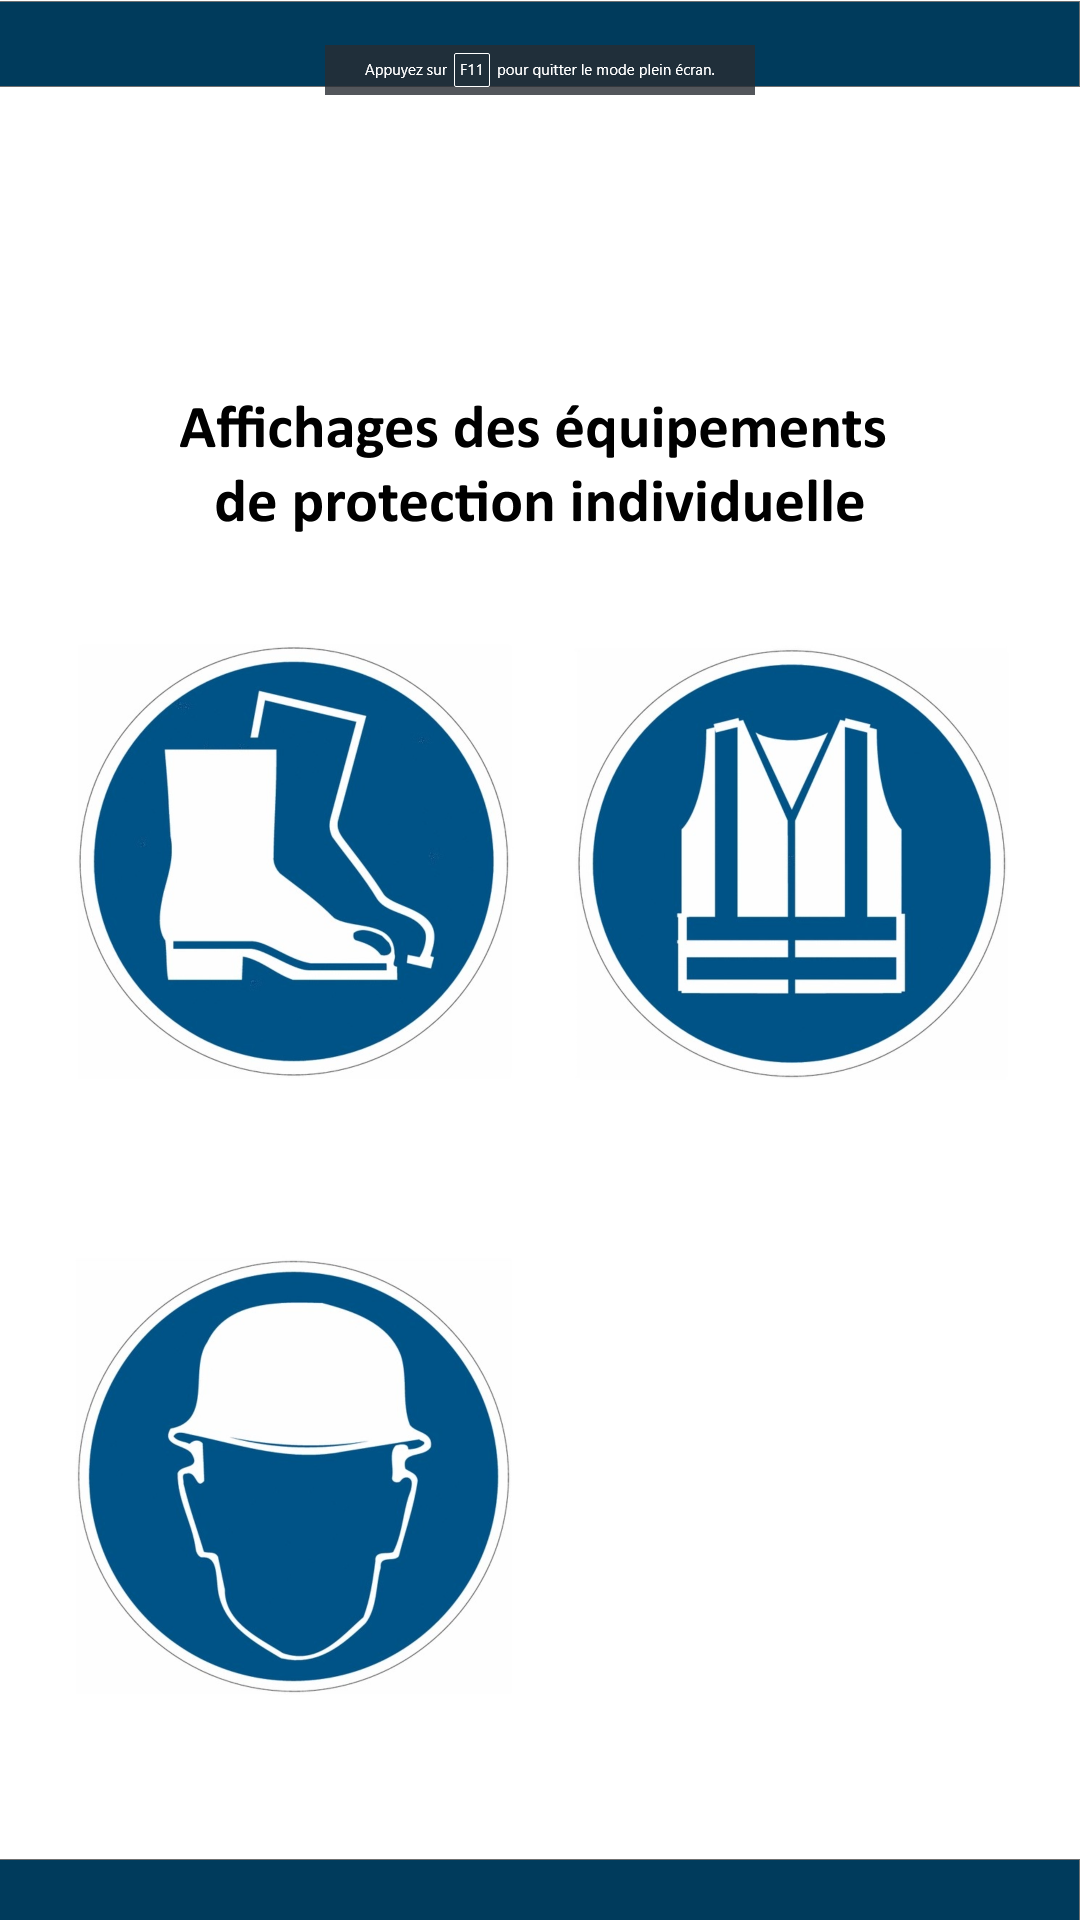 Appuyez sur F11 pour quitter le mode plein écran.
Affichages des équipements
de protection individuelle